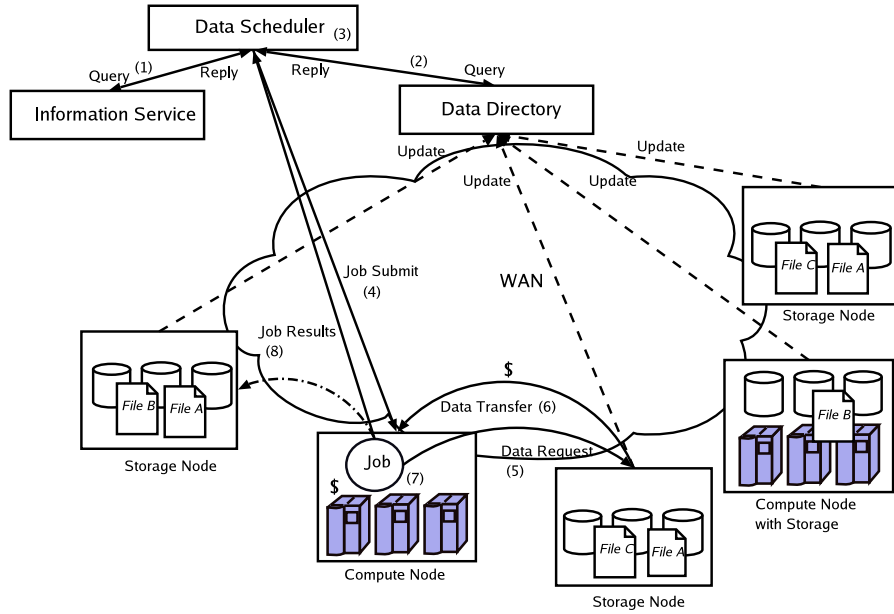 Data Scheduler
(3)
Query
(1)
Reply
Reply
(2)
Query
Information Service
Data Directory
Update
Update
Update
Update
File C
File A
Storage Node
WAN
Job Submit
(4)
Job Results
(8)
File B
File A
Storage Node
$
Data Transfer (6)
File B
Compute Node
with Storage
Job
(7)
$
Data Request
(5)
Compute Node
File C
File A
Storage Node